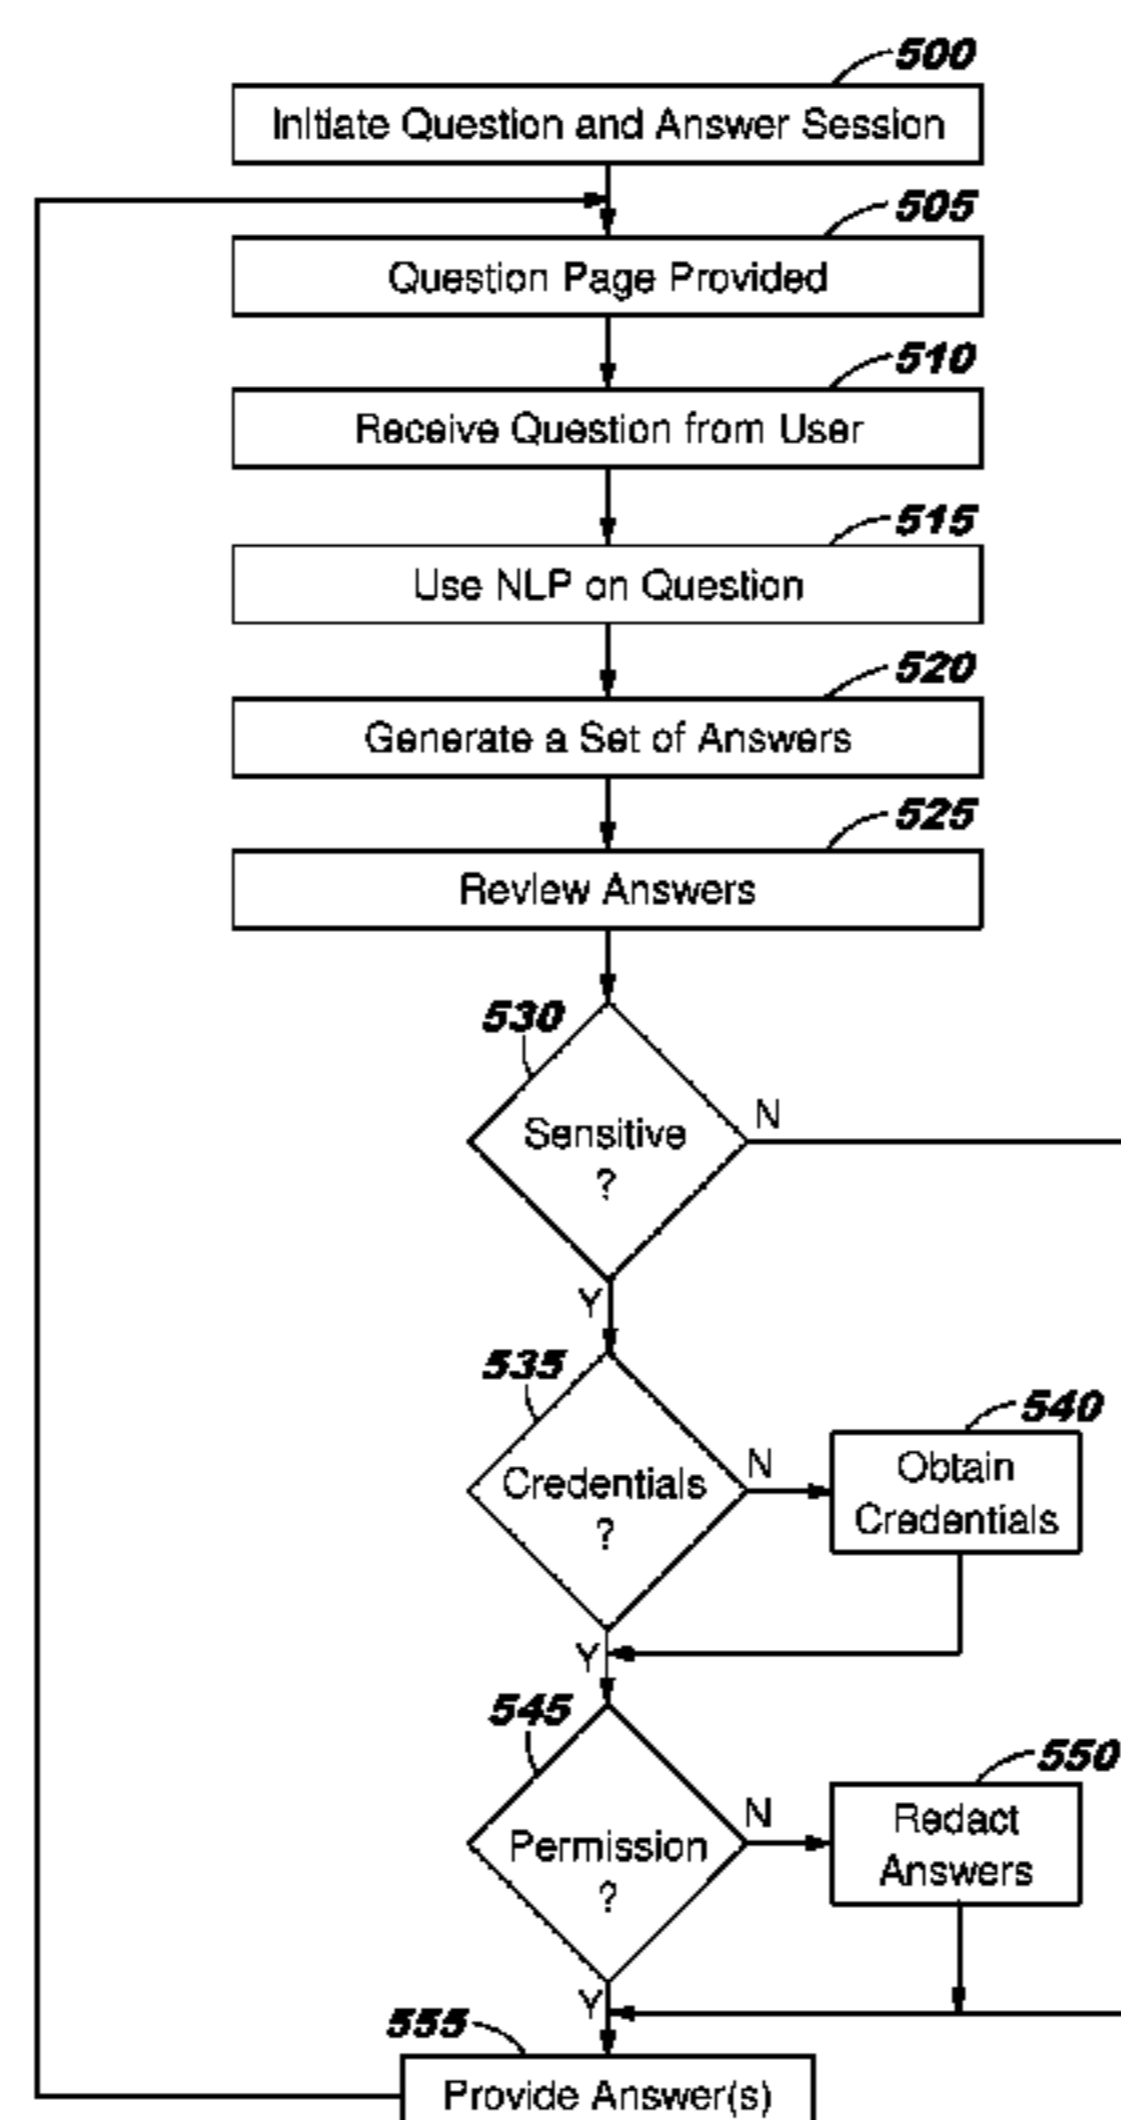 500
Initiate Question and Answer Session
505
Question Page Provided
510
Receive Question from User
515
Use NLP on Question
520
Generate a Set of Answers
525
Review Answers
530
Sensitive
?
N
Y
535
Credentials
?
N
540
Obtain
Credentials
Y
545
Permission
?
N
550
Redact
Answers
Y
555
Provide Answer(s)